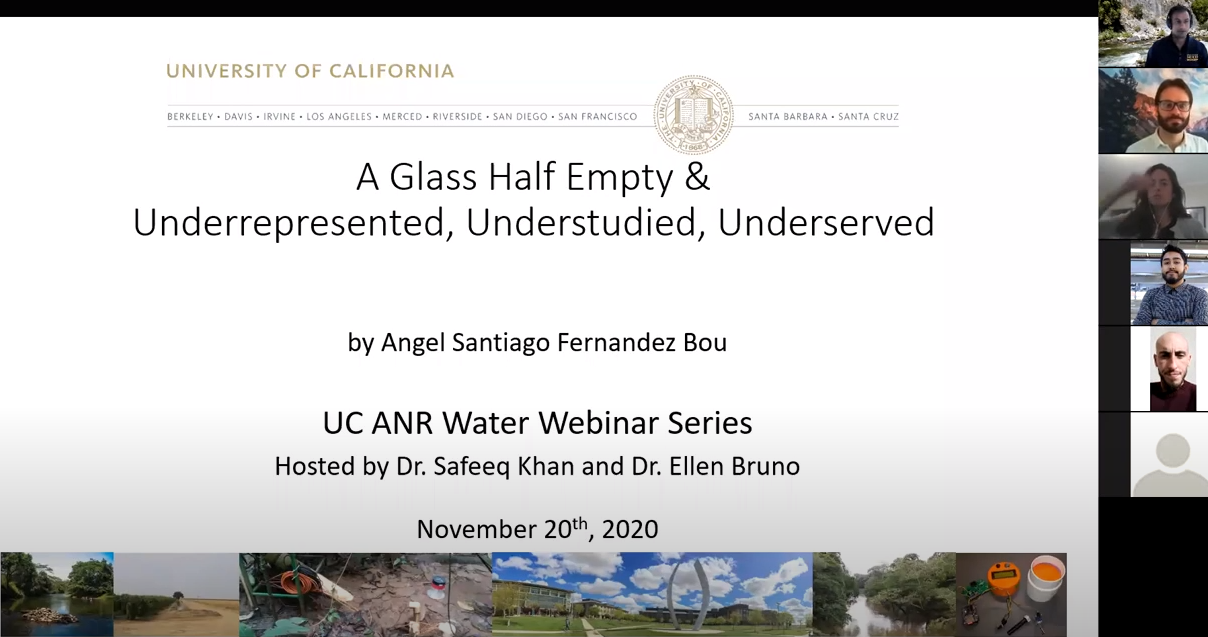 UNIVERSITY OF CALIFORNIA
BERKELEY • DAVIS • IRVINE • LOS ANGELES • MERCED • RIVERSIDE • SAN DIEGO • SAN FRANCISCO
SANTA BARBARA • SANTA CRUZ
THE UNIVERSITY OF CALIFORNIA
1868
A Glass Half Empty &
Underrepresented, Understudied, Underserved
by Angel Santiago Fernandez Bou
UC ANR Water Webinar Series
Hosted by Dr. Safeeq Khan and Dr. Ellen Bruno
November 20th, 2020